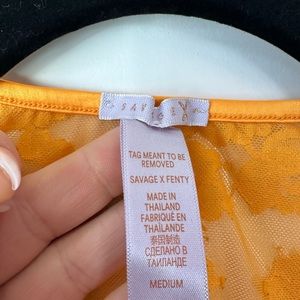 SAVAGE X
TAG MEANT TO BE
REMOVED
SAVAGE X FENTY
MADE IN
THAILAND
FABRIQUÉ EN
THAÏLANDE
泰国制造
СДЕЛАНО В
ТАИЛАНДЕ
MEDIUM